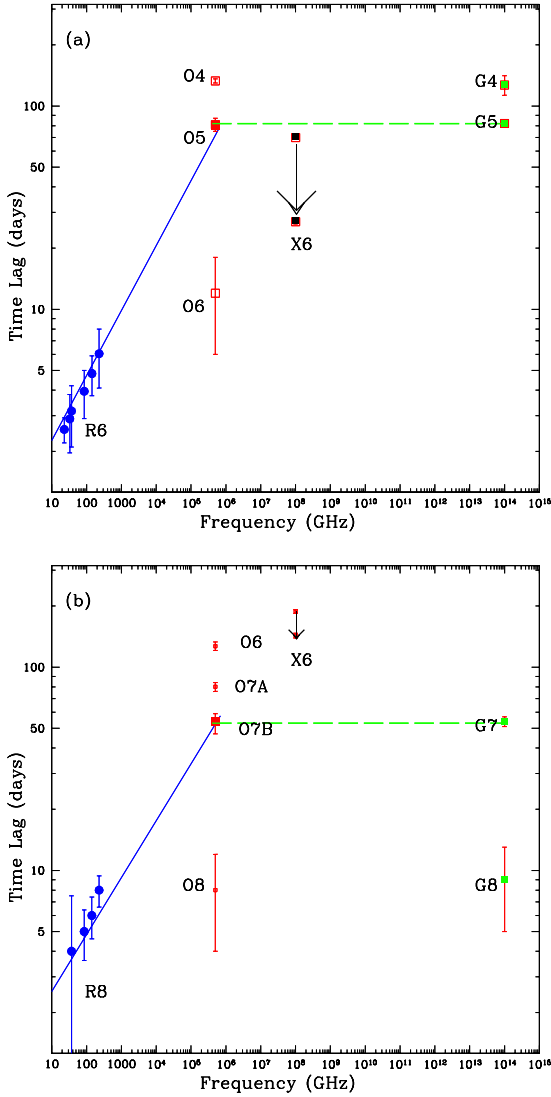 (a)
O4
G4
100
O5
G5
50
X6
O6
10
5
R6
Time Lag (days)
10 100 1000 10⁴ 10⁵ 10⁶ 10⁷ 10⁸ 10⁹ 10¹⁰ 10¹¹ 10¹² 10¹³ 10¹⁴ 10¹⁵
Frequency (GHz)
(b)
O6
X6
100
O7A
50
O7B
G7
O8
G8
10
5
R8
Time Lag (days)
10 100 1000 10⁴ 10⁵ 10⁶ 10⁷ 10⁸ 10⁹ 10¹⁰ 10¹¹ 10¹² 10¹³ 10¹⁴ 10¹⁵
Frequency (GHz)